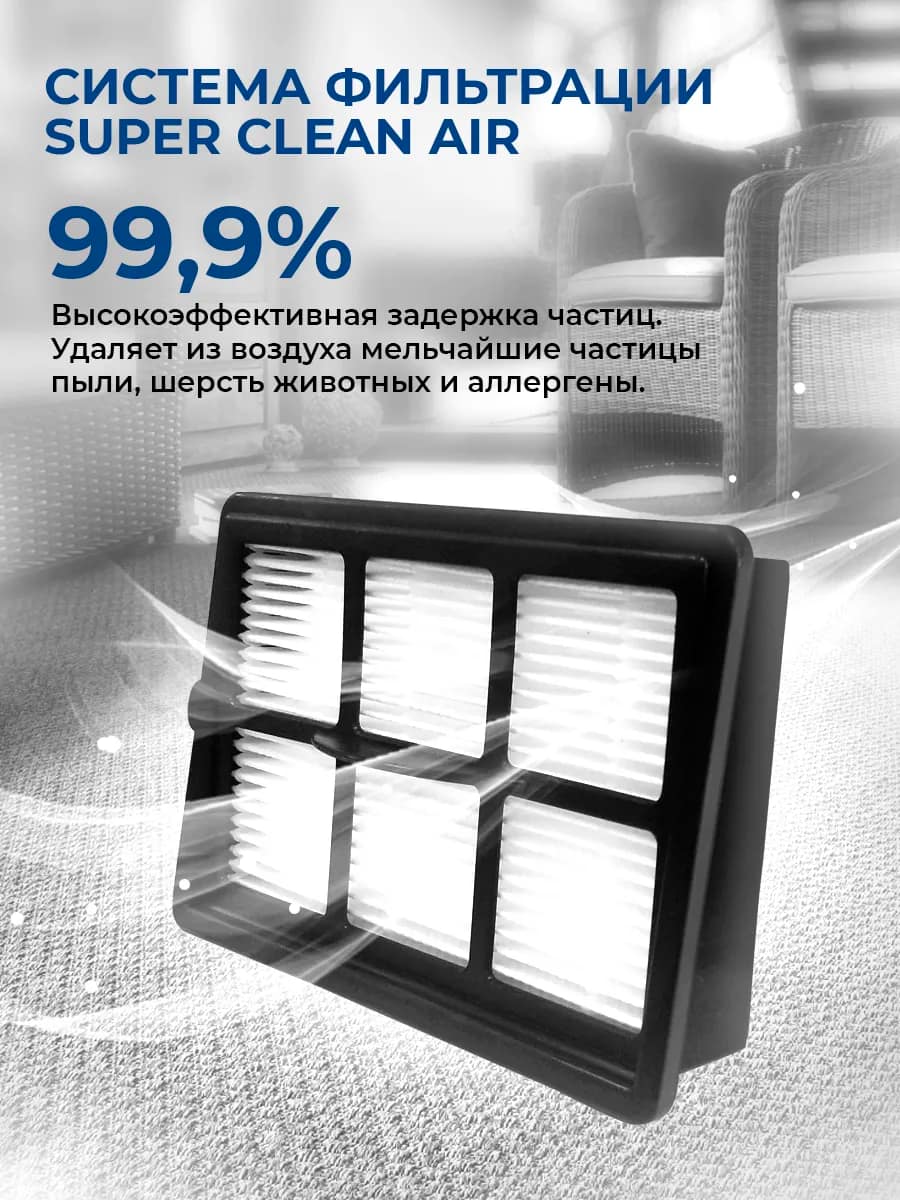 СИСТЕМА ФИЛЬТРАЦИИ
SUPER CLEAN AIR
99,9%
Высокоэффективная задержка частиц.
Удаляет из воздуха мельчайшие частицы
пыли, шерсть животных и аллергены.